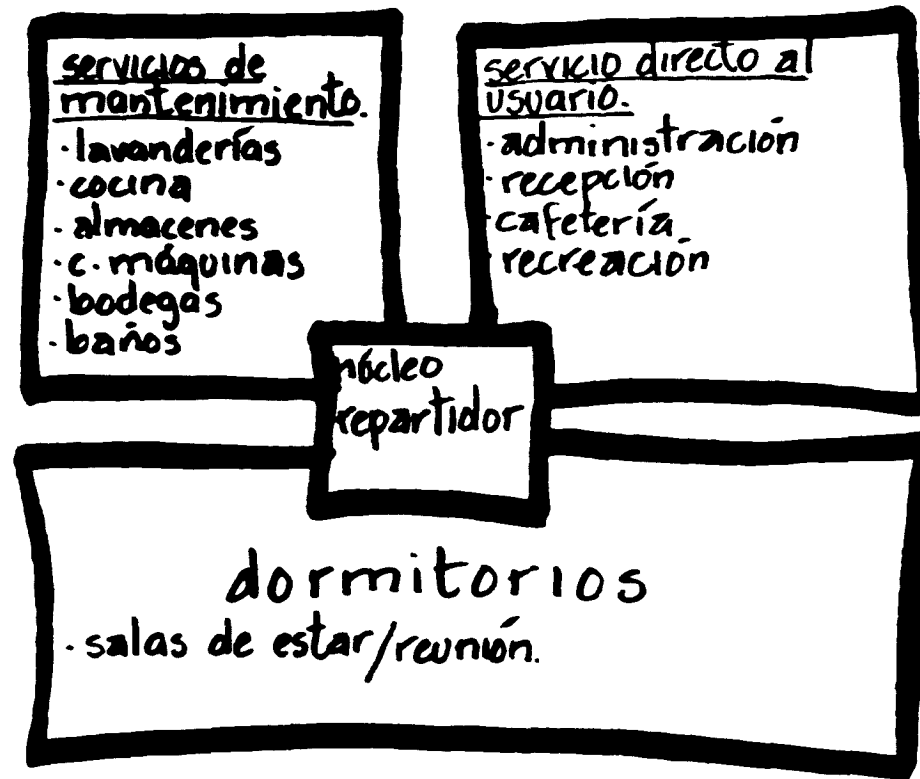 servicios de
mantenimiento.
· lavanderías
· cocina
· almacenes
· c. máquinas
· bodegas
· baños
servicio directo al
usuario.
· administración
· recepción
· cafetería
· recreación
núcleo
repartidor
dormitorios
· salas de estar/reunión.